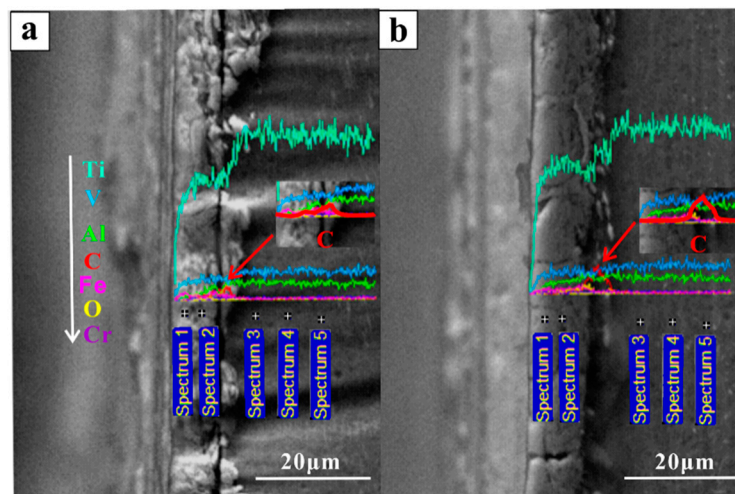 a
b
Ti
V
Al
C
Fe
O
Cr
C
C
Spectrum 1
Spectrum 2
Spectrum 3
Spectrum 4
Spectrum 5
Spectrum 1
Spectrum 2
Spectrum 3
Spectrum 4
Spectrum 5
20μm
20μm